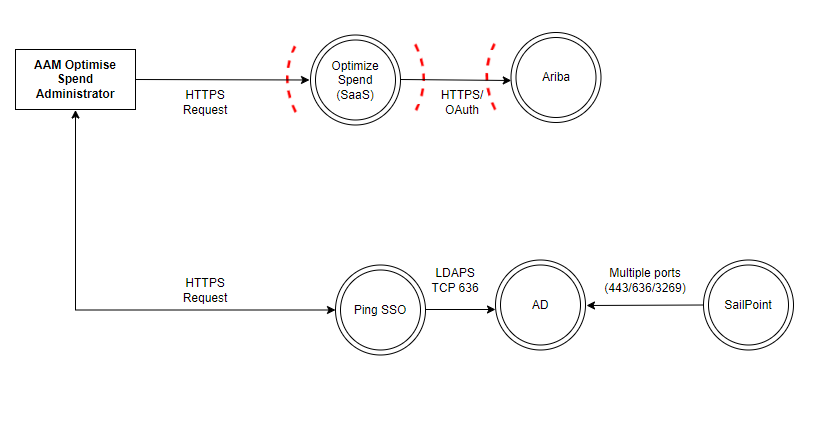 AAM Optimise
Spend
Administrator
HTTPS
Request
Optimize
Spend
(SaaS)
HTTPS/
OAuth
Ariba
HTTPS
Request
Ping SSO
LDAPS
TCP 636
AD
Multiple ports
(443/636/3269)
SailPoint